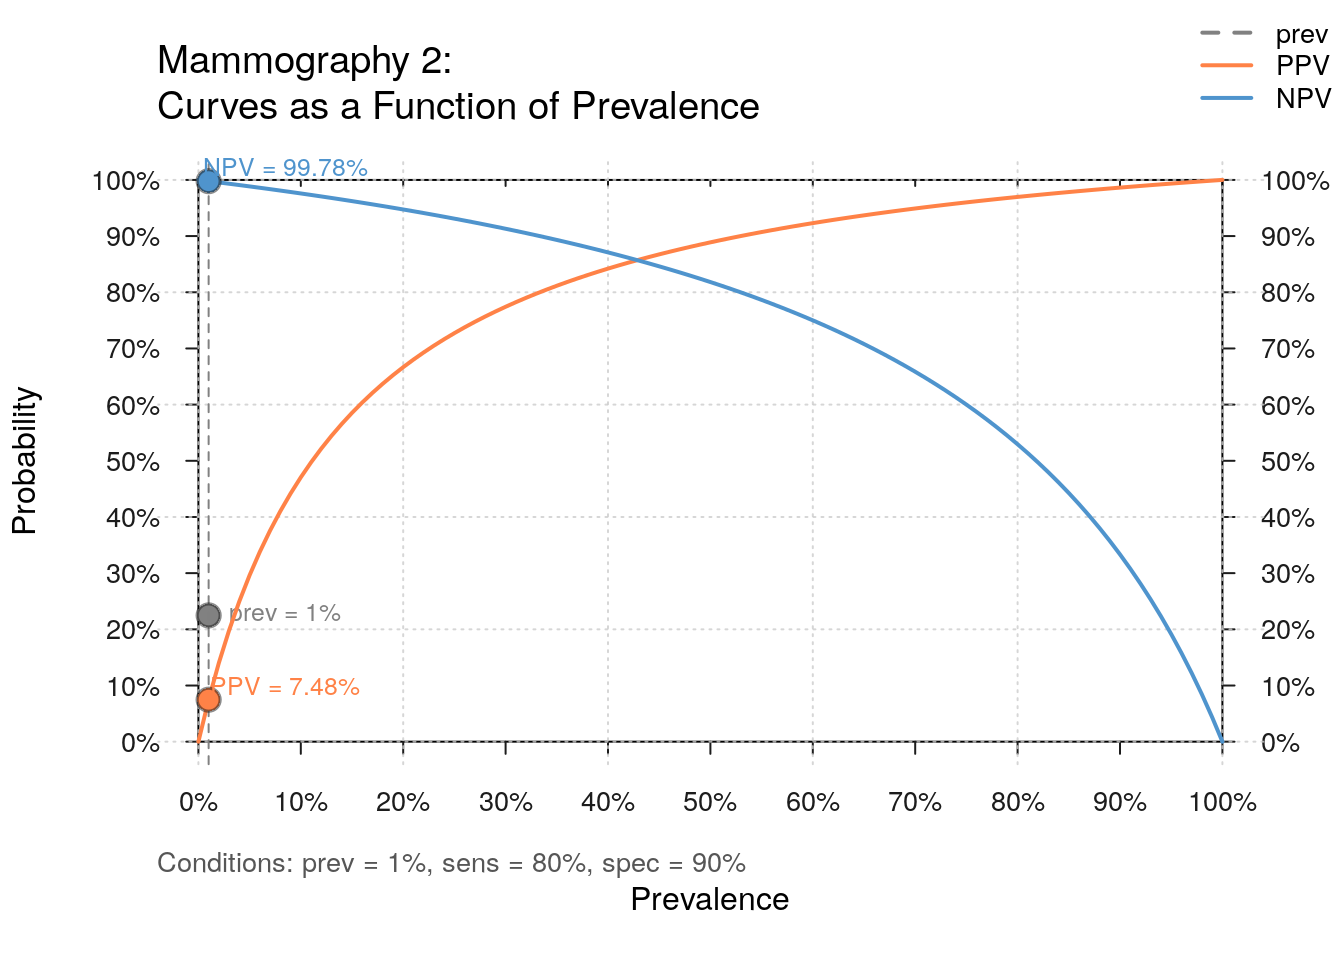 prev
PPV
NPV
Mammography 2:
Curves as a Function of Prevalence
NPV = 99.78%
100%
90%
80%
70%
60%
50%
40%
30%
20%
10%
0%
100%
90%
80%
70%
60%
50%
40%
30%
20%
10%
0%
Probability
prev = 1%
PPV = 7.48%
0% 10% 20% 30% 40% 50% 60% 70% 80% 90% 100%
Conditions: prev = 1%, sens = 80%, spec = 90%
Prevalence